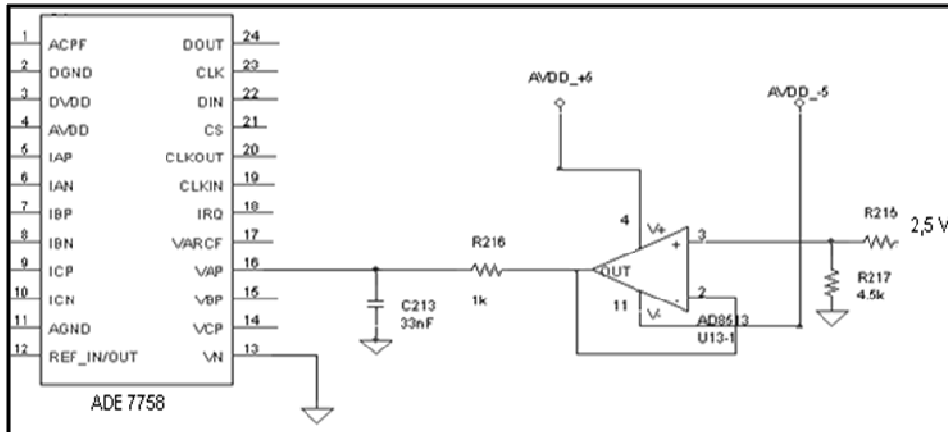 1 ACPF DOUT 24
2 DGND CLK 23
3 DVDD DIN 22
4 AVDD CS 21
5 IAP CLKOUT 20
6 IAN CLKIN 19
7 IBP IRQ 18
8 IBN VARCF 17
9 ICP VAP 16
10 ICN VBP 15
11 AGND VCP 14
12 REF_IN/OUT VN 13
ADE 7758
C213
33nF
R216
1k
AVDD_+5
AVDD_-5
4 V+
+ 3
OUT
- 2
11 V-
AD8513
U13-1
R215
2,5 V
R217
4.5k